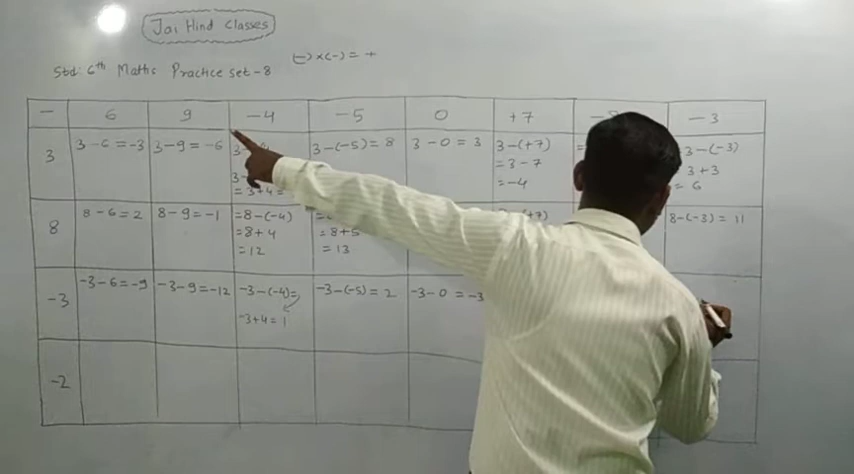 Jai Hind Classes
(-) × (-) = +
Std: 6th Maths Practice set - 8
− 6 9 −4 −5 0 +7 −3
3 3 - 6 = -3 3 - 9 = -6 3 - (-5) = 8 3 - 0 = 3 3 - (+7) 3 - (-3)
= 3 - 7 3 + 3
= 3 + 4 = = -4 = 6
8 8 - 6 = 2 8 - 9 = -1 = 8 - (-4) 8 - (-3) = 11
= 8 + 4 = 8 + 5
= 12 = 13
-3 -3 - 6 = -9 -3 - 9 = -12 -3 - (-4) = -3 - (-5) = 2 -3 - 0 = -3
-3 + 4 = 1
-2